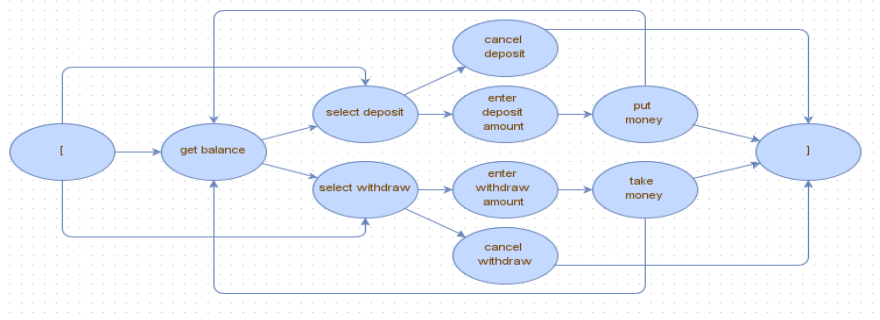 [
get balance
select deposit
select withdraw
cancel
deposit
enter
deposit
amount
enter
withdraw
amount
cancel
withdraw
put
money
take
money
]